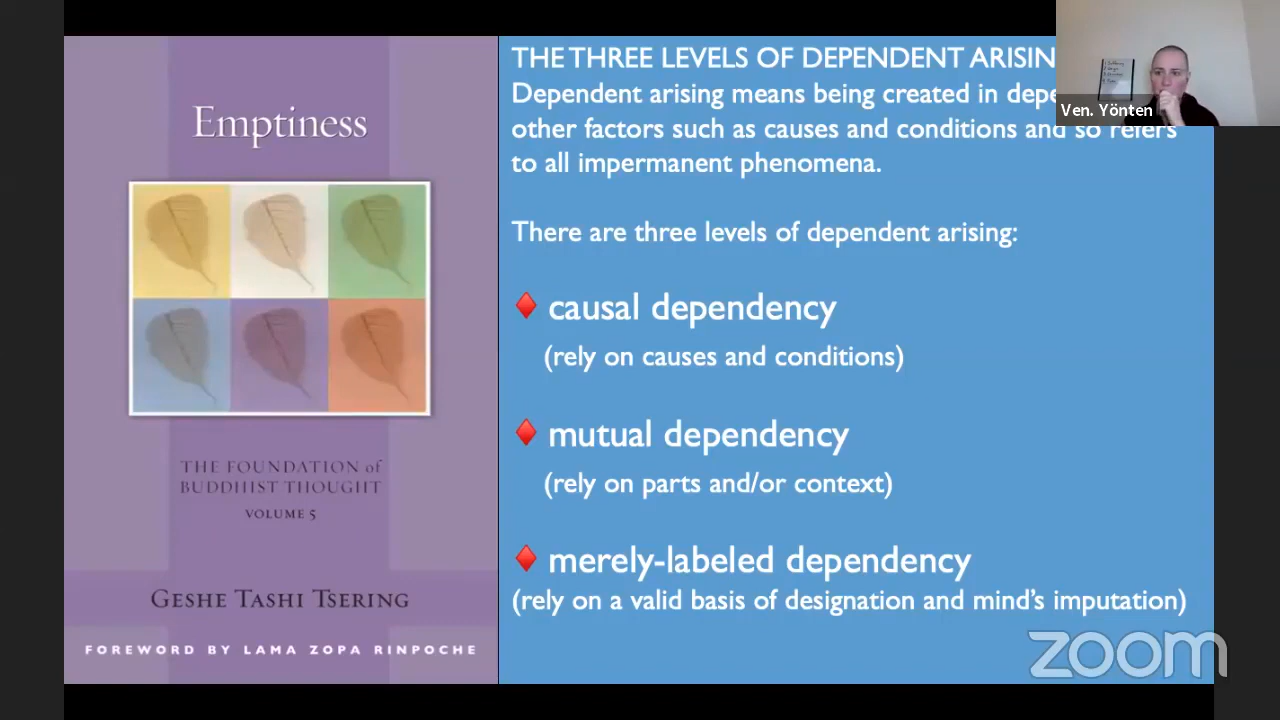 Emptiness
THE FOUNDATION of
BUDDHIST THOUGHT
VOLUME 5
GESHE TASHI TSERING
FOREWORD BY LAMA ZOPA RINPOCHE
THE THREE LEVELS OF DEPENDENT ARISIN
Dependent arising means being created in depe
other factors such as causes and conditions and so refers
to all impermanent phenomena.
There are three levels of dependent arising:
causal dependency
(rely on causes and conditions)
mutual dependency
(rely on parts and/or context)
merely-labeled dependency
(rely on a valid basis of designation and mind's imputation)
Ven. Yönten
zoom